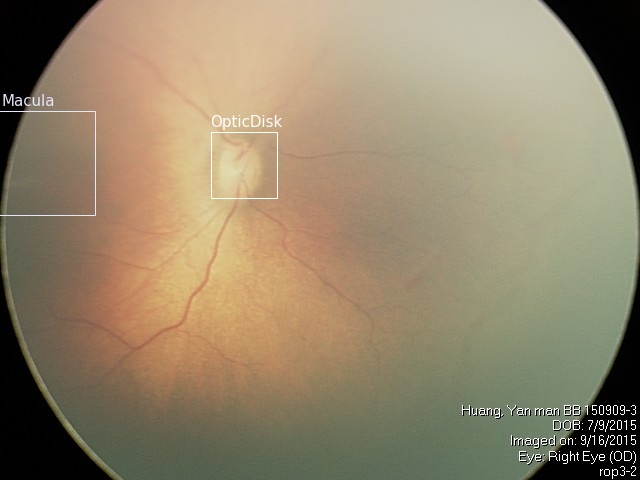 Macula
OpticDisk
Huang, Yan man BB 150909-3
DOB: 7/9/2015
Imaged on: 9/16/2015
Eye: Right Eye (OD)
rop3-2